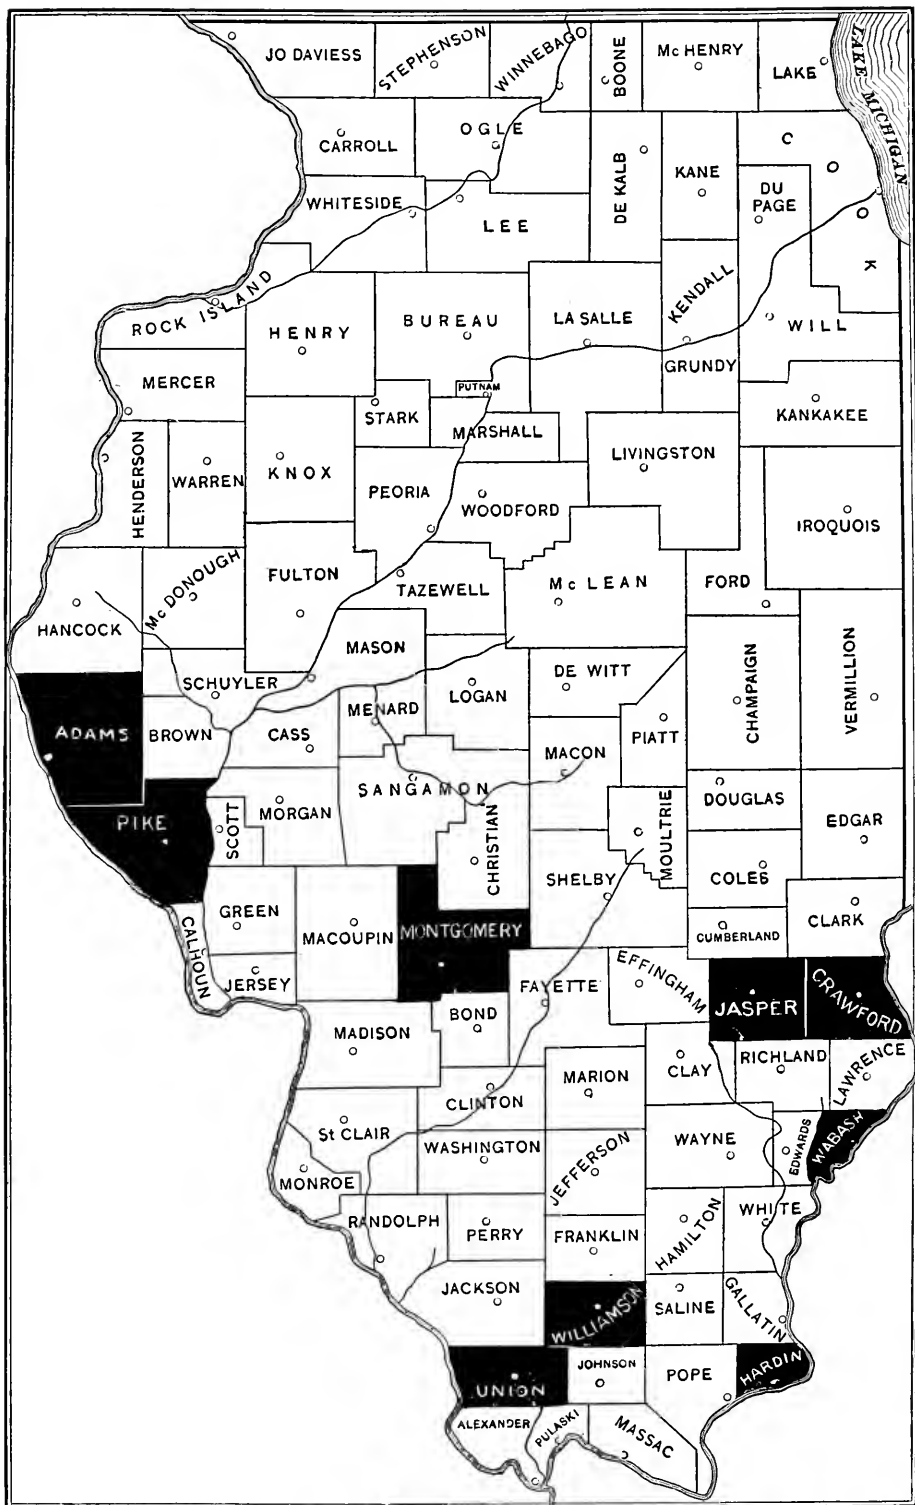 JO DAVIESS
STEPHENSON
WINNEBAGO
BOONE
McHENRY
LAKE
LAKE MICHIGAN
CARROLL
OGLE
DE KALB
KANE
COOK
DU
PAGE
WHITESIDE
LEE
ROCK ISLAND
HENRY
BUREAU
LA SALLE
KENDALL
WILL
GRUNDY
MERCER
PUTNAM
STARK
KANKAKEE
MARSHALL
HENDERSON
WARREN
KNOX
PEORIA
WOODFORD
LIVINGSTON
IROQUOIS
HANCOCK
McDONOUGH
FULTON
TAZEWELL
McLEAN
FORD
MASON
SCHUYLER
LOGAN
DE WITT
CHAMPAIGN
VERMILLION
ADAMS
BROWN
CASS
MENARD
MACON
PIATT
SANGAMON
PIKE
SCOTT
MORGAN
CHRISTIAN
MOULTRIE
DOUGLAS
EDGAR
SHELBY
COLES
CLARK
GREEN
CALHOUN
MACOUPIN
MONTGOMERY
CUMBERLAND
JERSEY
FAYETTE
EFFINGHAM
JASPER
CRAWFORD
MADISON
BOND
CLAY
RICHLAND
LAWRENCE
MARION
CLINTON
St CLAIR
WASHINGTON
JEFFERSON
WAYNE
EDWARDS
WABASH
MONROE
RANDOLPH
PERRY
FRANKLIN
HAMILTON
WHITE
JACKSON
WILLIAMSON
SALINE
GALLATIN
UNION
JOHNSON
POPE
HARDIN
ALEXANDER
PULASKI
MASSAC